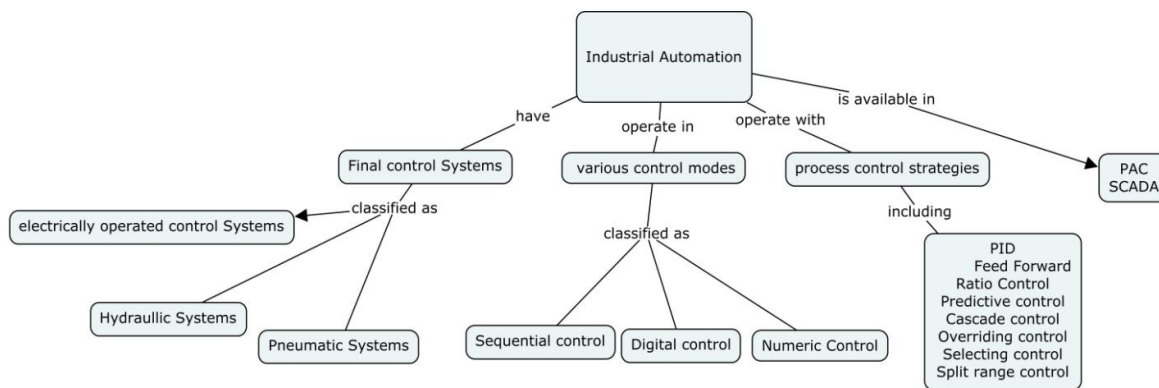 Industrial Automation
is available in
have
operate in
operate with
Final control Systems
various control modes
process control strategies
PAC
SCADA
classified as
including
electrically operated control Systems
classified as
PID
Feed Forward
Ratio Control
Predictive control
Cascade control
Overriding control
Selecting control
Split range control
Hydraullic Systems
Pneumatic Systems
Sequential control
Digital control
Numeric Control